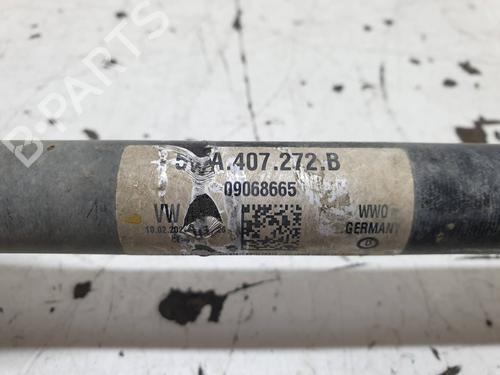 A.407.272.B
09068665
VW
WWO
GERMANY
B
B-PARTS